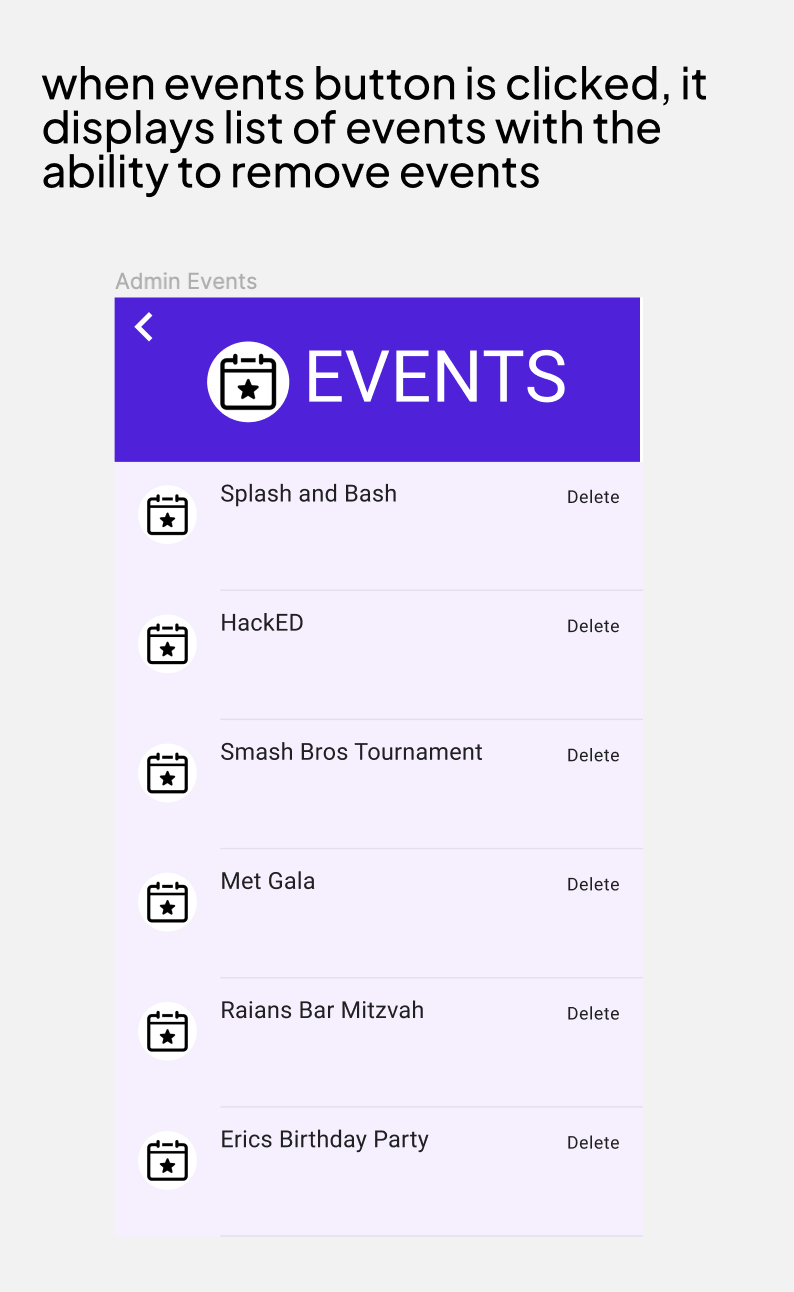 when events button is clicked, it
displays list of events with the
ability to remove events
Admin Events
EVENTS
Splash and Bash
Delete
HackED
Delete
Smash Bros Tournament
Delete
Met Gala
Delete
Raians Bar Mitzvah
Delete
Erics Birthday Party
Delete